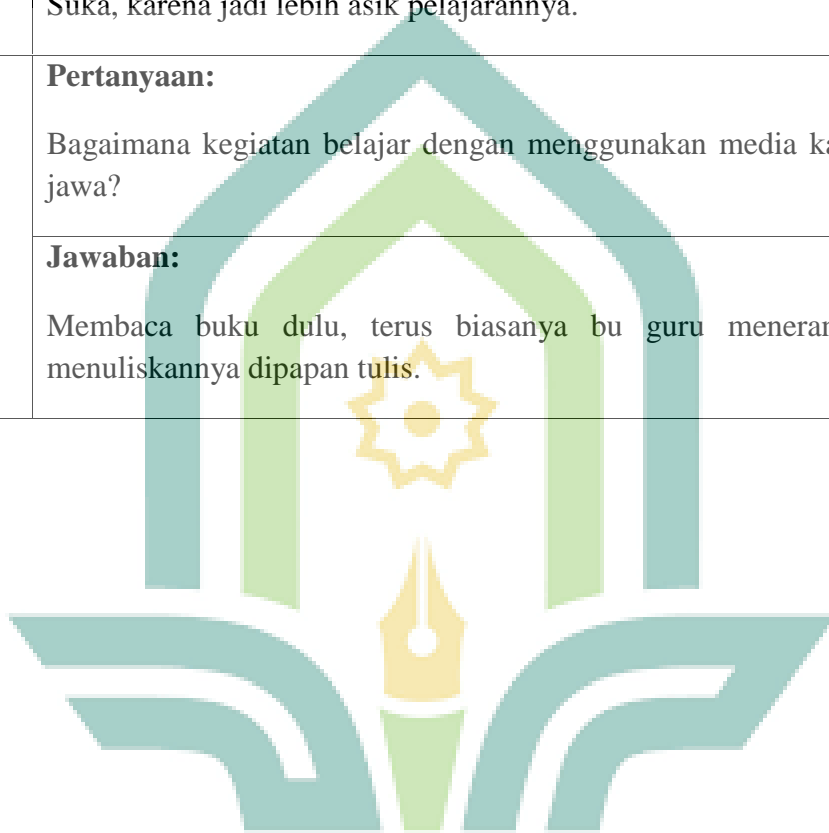 Suka, karena jadi lebih asik pelajarannya.
Pertanyaan:
Bagaimana kegiatan belajar dengan menggunakan media
jawa?
Jawaban:
Membaca buku dulu, terus biasanya bu guru
menuliskannya dipapan tulis.